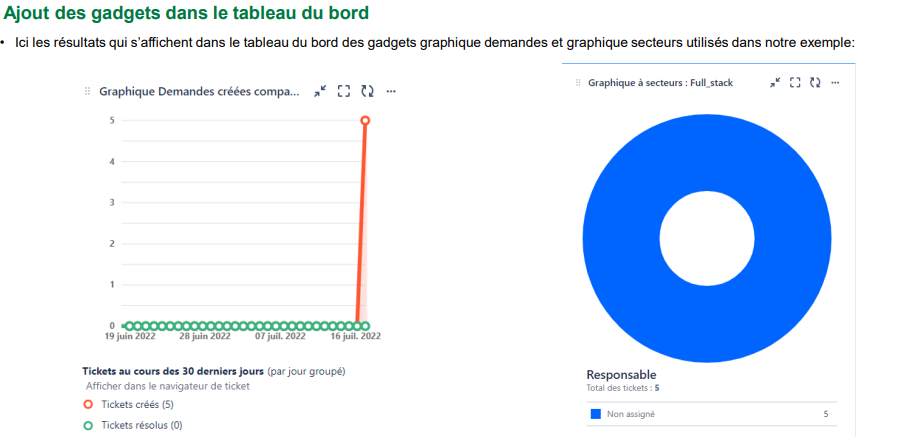 Ajout des gadgets dans le tableau du bord
• Ici les résultats qui s'affichent dans le tableau du bord des gadgets graphique demandes et graphique secteurs utilisés dans notre exemple:
Graphique Demandes créées compa...
5
4
3
2
1
0
19 juin 2022 28 juin 2022 07 juil. 2022 16 juil. 2022
Tickets au cours des 30 derniers jours (par jour groupé)
Afficher dans le navigateur de ticket
Tickets créés (5)
Tickets résolus (0)
Graphique à secteurs : Full_stack
Responsable
Total des tickets : 5
Non assigné 5